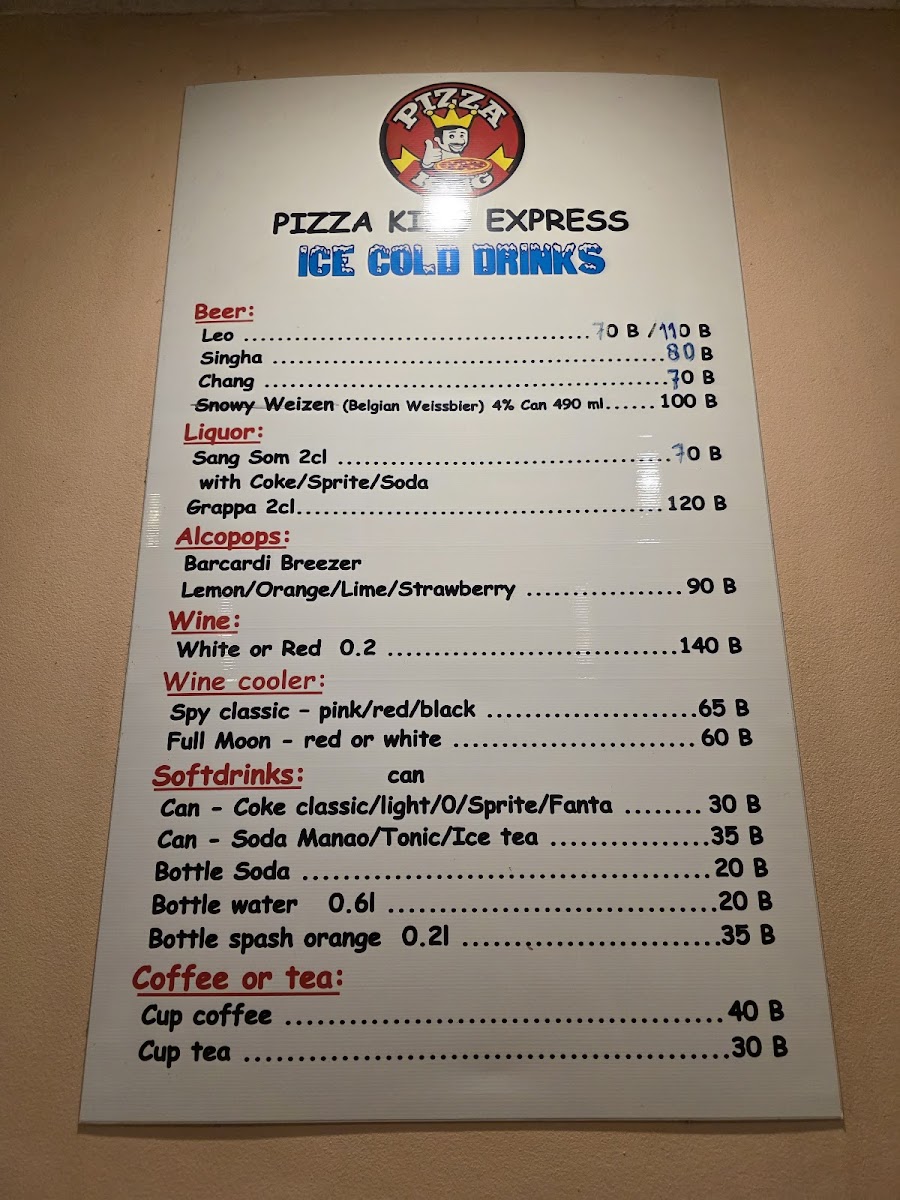 PIZZA
PIZZA EXPRESS
ICE COLD DRINKS
Beer:
Leo ........................................70 B /110 B
Singha ................................................80 B
Chang .................................................70 B
Snowy Weizen (Belgian Weissbier) 4% Can 490 ml...... 100 B
Liquor:
Sang Som 2cl ........................................70 B
with Coke/Sprite/Soda
Grappa 2cl........................................... 120 B
Alcopops:
Barcardi Breezer
Lemon/Orange/Lime/Strawberry ..................90 B
Wine:
White or Red 0.2 ................................140 B
Wine cooler:
Spy classic - pink/red/black .......................65 B
Full Moon - red or white .......................... 60 B
Softdrinks: can
Can - Coke classic/light/0/Sprite/Fanta ........ 30 B
Can - Soda Manao/Tonic/Ice tea ................35 B
Bottle Soda .........................................20 B
Bottle water 0.6l .................................20 B
Bottle spash orange 0.2l ..........................35 B
Coffee or tea:
Cup coffee ..........................................40 B
Cup tea ..............................................30 B